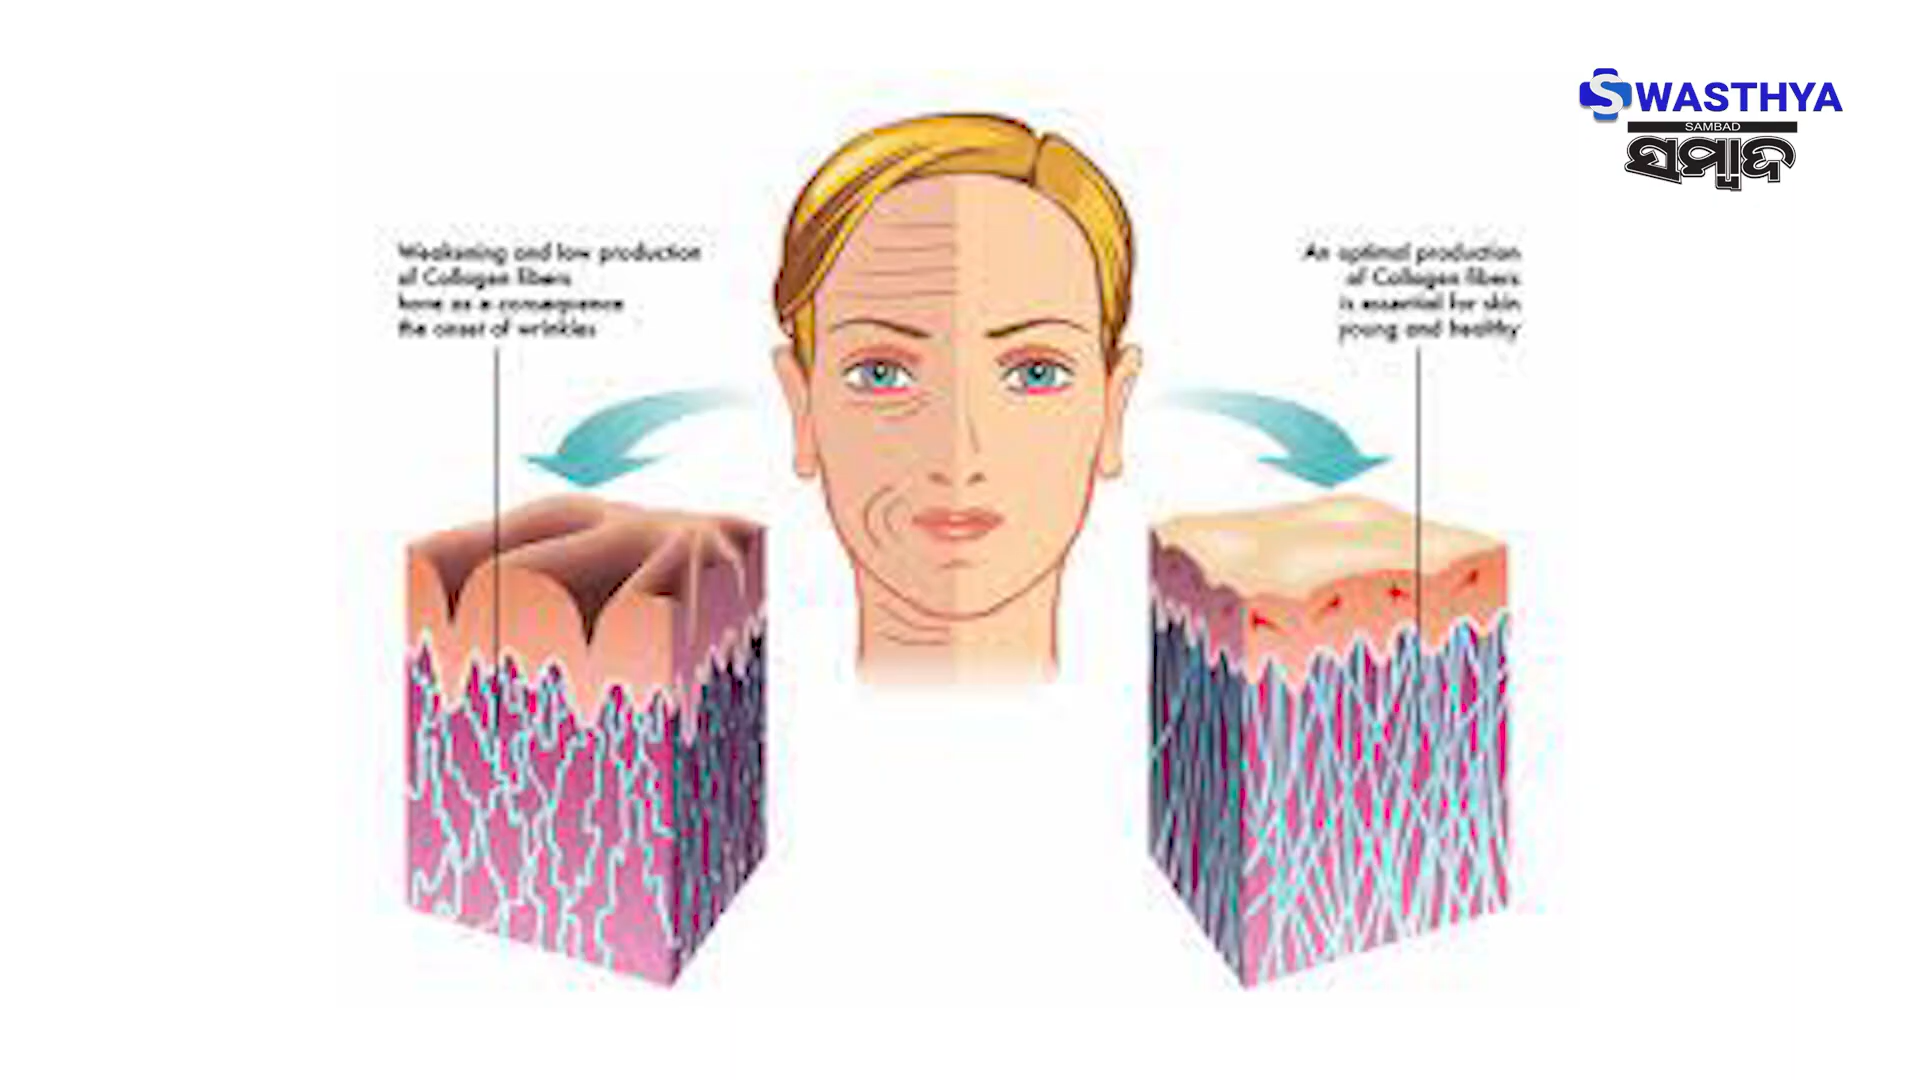 SWASTHYA
SAMBAD
ସମ୍ବାଦ
Weakening and low production
of Collagen fibers
have as a consequence
the onset of wrinkles
An optimal production
of Collagen fibers
is essential for skin
young and healthy